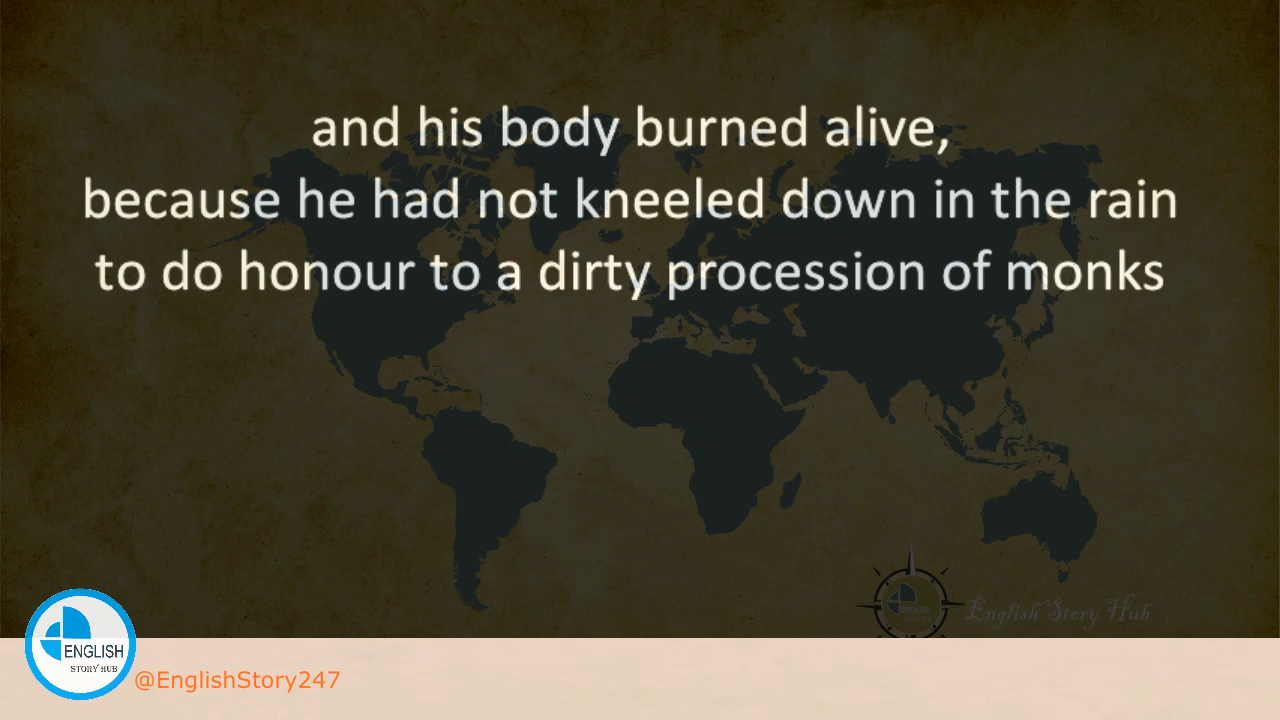 and his body burned alive,
because he had not kneeled down in the rain
to do honour to a dirty procession of monks
English Story Hub
ENGLISH
STORY HUB
@EnglishStory247